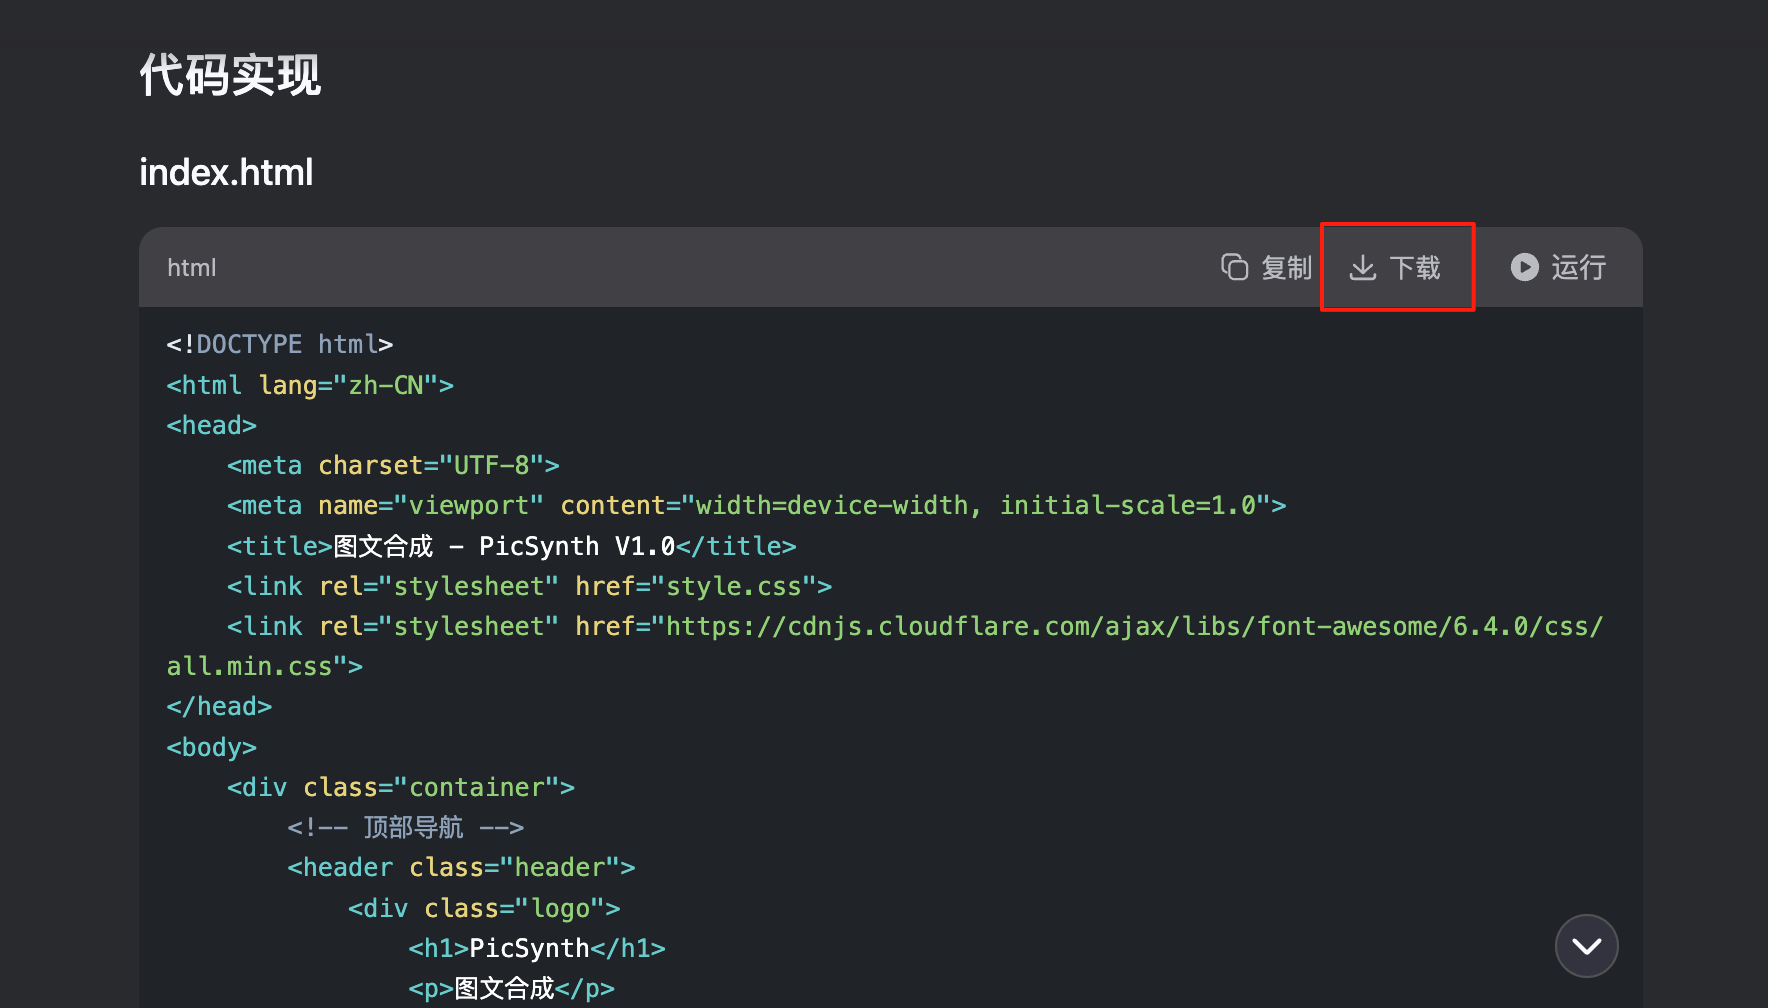 代码实现
index.html
html 复制 下载 运行
<!DOCTYPE html>
<html lang="zh-CN">
<head>
    <meta charset="UTF-8">
    <meta name="viewport" content="width=device-width, initial-scale=1.0">
    <title>图文合成 - PicSynth V1.0</title>
    <link rel="stylesheet" href="style.css">
    <link rel="stylesheet" href="https://cdnjs.cloudflare.com/ajax/libs/font-awesome/6.4.0/css/
all.min.css">
</head>
<body>
    <div class="container">
        <!-- 顶部导航 -->
        <header class="header">
            <div class="logo">
                <h1>PicSynth</h1>
                <p>图文合成</p>